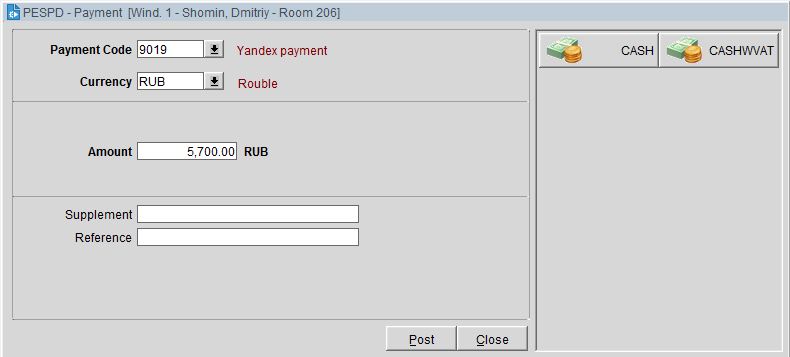 PESPD - Payment [Wind. 1 - Shomin, Dmitriy - Room 206]
Payment Code 9019 Yandex payment
CASH CASHWVAT
Currency RUB Rouble
Amount 5,700.00 RUB
Supplement
Reference
Post Close